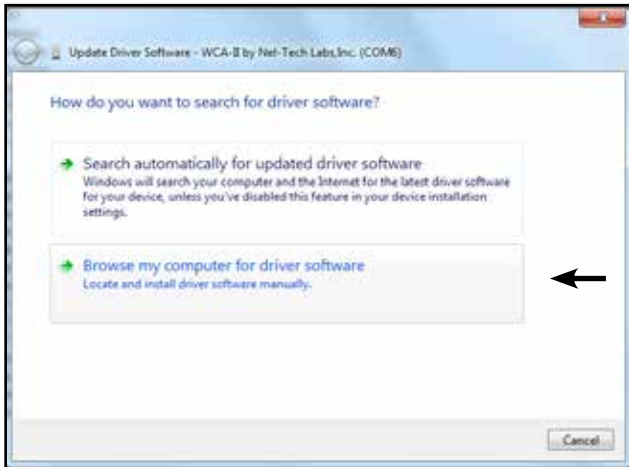 Update Driver Software - WCA-II by Net-Tech Labs,Inc. (COM6)
How do you want to search for driver software?
Search automatically for updated driver software
Windows will search your computer and the Internet for the latest driver software
for your device, unless you've disabled this feature in your device installation
settings.
Browse my computer for driver software
Locate and install driver software manually.
Cancel